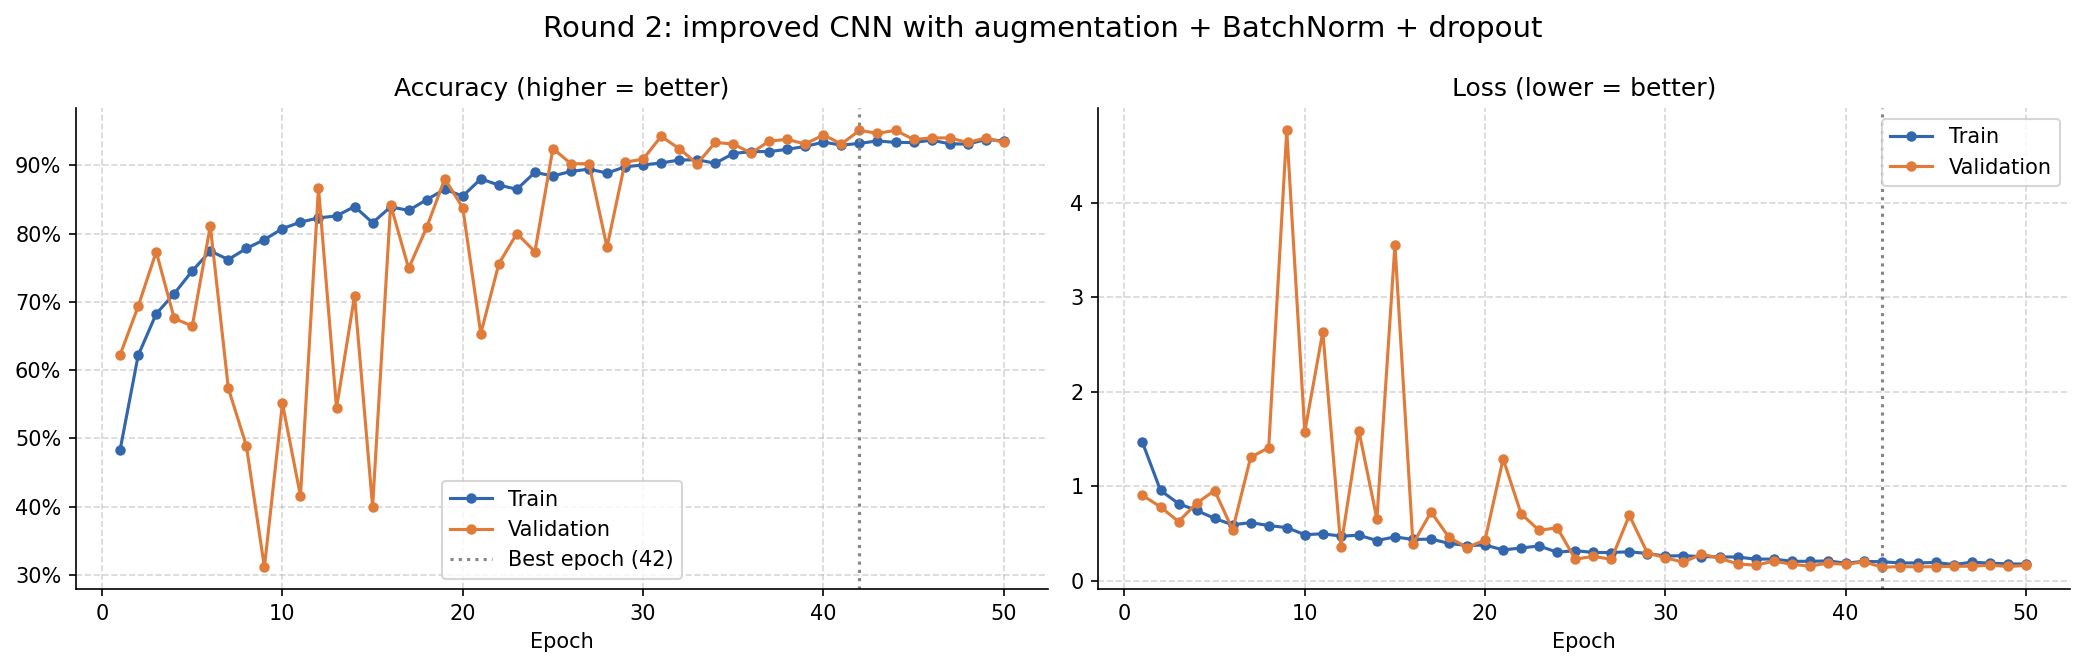 Round 2: improved CNN with augmentation + BatchNorm + dropout
Accuracy (higher = better)
90%
80%
70%
60%
50%
40%
30%
Train
Validation
Best epoch (42)
0 10 20 30 40 50
Epoch
Loss (lower = better)
Train
Validation
4
3
2
1
0
0 10 20 30 40 50
Epoch